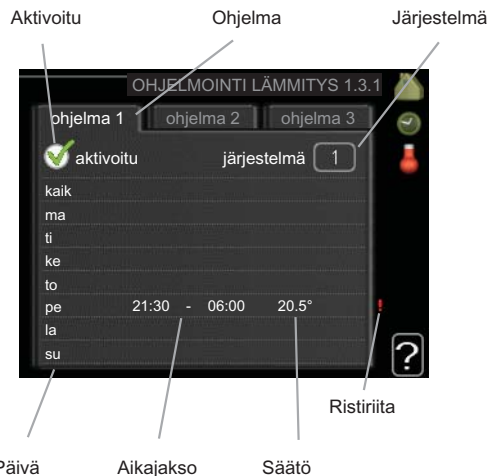 Aktivoitu Ohjelma Järjestelmä
OHJELMOINTI LÄMMITYS 1.3.1
ohjelma 1 ohjelma 2 ohjelma 3
aktivoitu järjestelmä 1
kaik
ma
ti
ke
to
pe 21:30 - 06:00 20.5° !
la
su
?
Ristiriita
Päivä Aikajakso Säätö